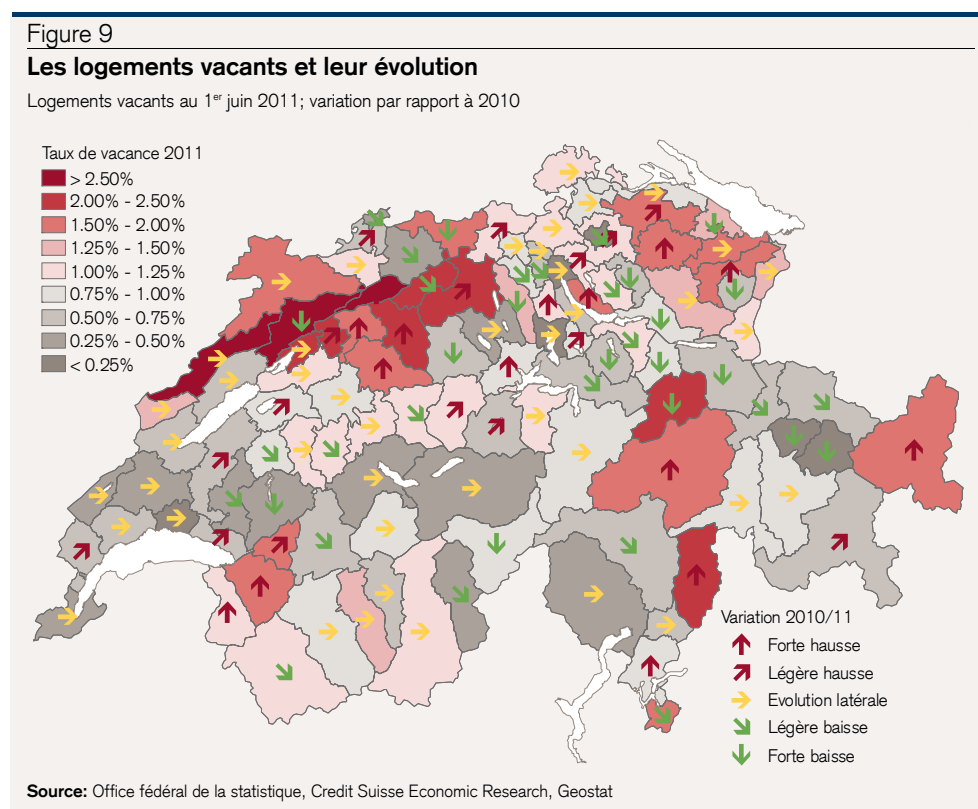 Figure 9
Les logements vacants et leur évolution
Logements vacants au 1er juin 2011; variation par rapport à 2010
Taux de vacance 2011
> 2.50%
2.00% - 2.50%
1.50% - 2.00%
1.25% - 1.50%
1.00% - 1.25%
0.75% - 1.00%
0.50% - 0.75%
0.25% - 0.50%
< 0.25%
Variation 2010/11
Forte hausse
Légère hausse
Evolution latérale
Légère baisse
Forte baisse
Source: Office fédéral de la statistique, Credit Suisse Economic Research, Geostat